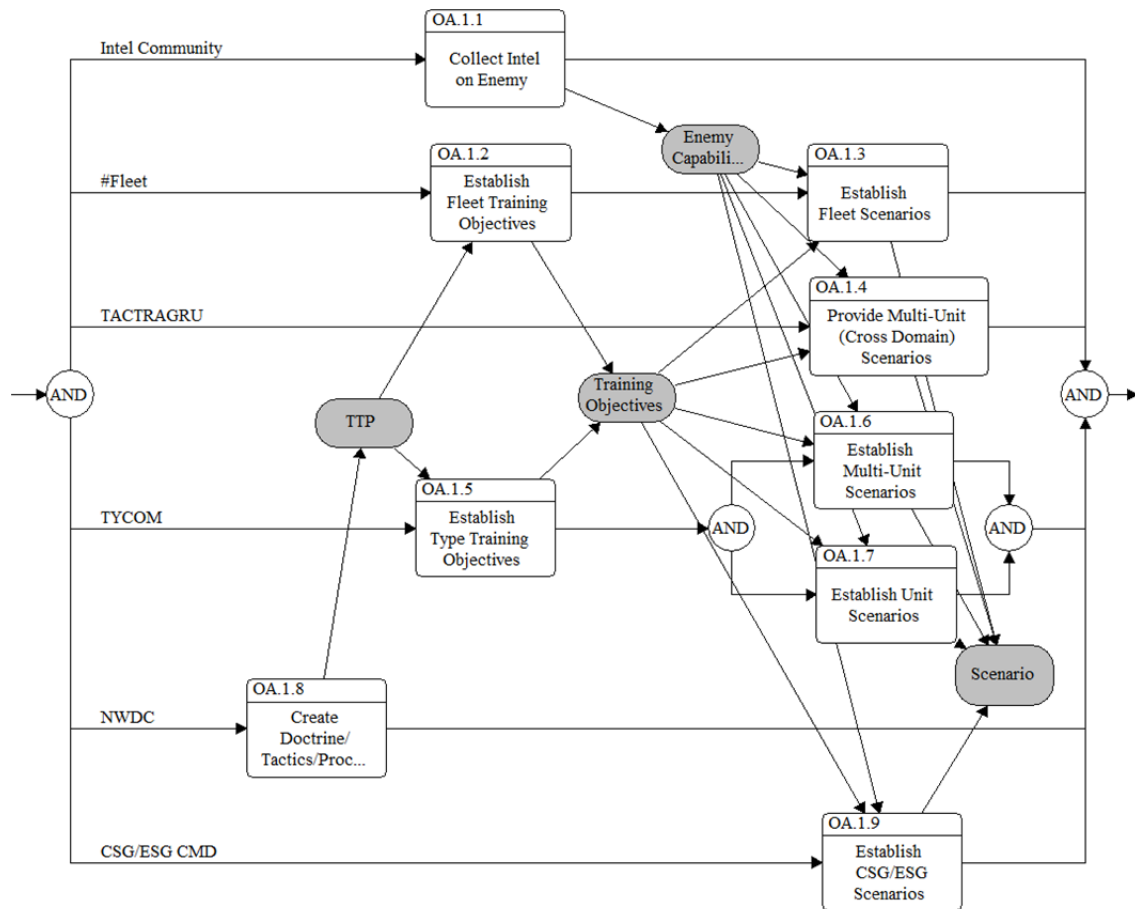 OA.1.1
Intel Community
Collect Intel
on Enemy
Enemy
Capabili...
OA.1.2
#Fleet
Establish
Fleet Training
Objectives
OA.1.3
Establish
Fleet Scenarios
TACTRAGRU
OA.1.4
Provide Multi-Unit
(Cross Domain)
Scenarios
AND
TTP
Training
Objectives
AND
OA.1.6
Establish
Multi-Unit
Scenarios
OA.1.5
TYCOM
Establish
Type Training
Objectives
AND
AND
OA.1.7
Establish Unit
Scenarios
Scenario
OA.1.8
NWDC
Create
Doctrine/
Tactics/Proc...
OA.1.9
CSG/ESG CMD
Establish
CSG/ESG
Scenarios